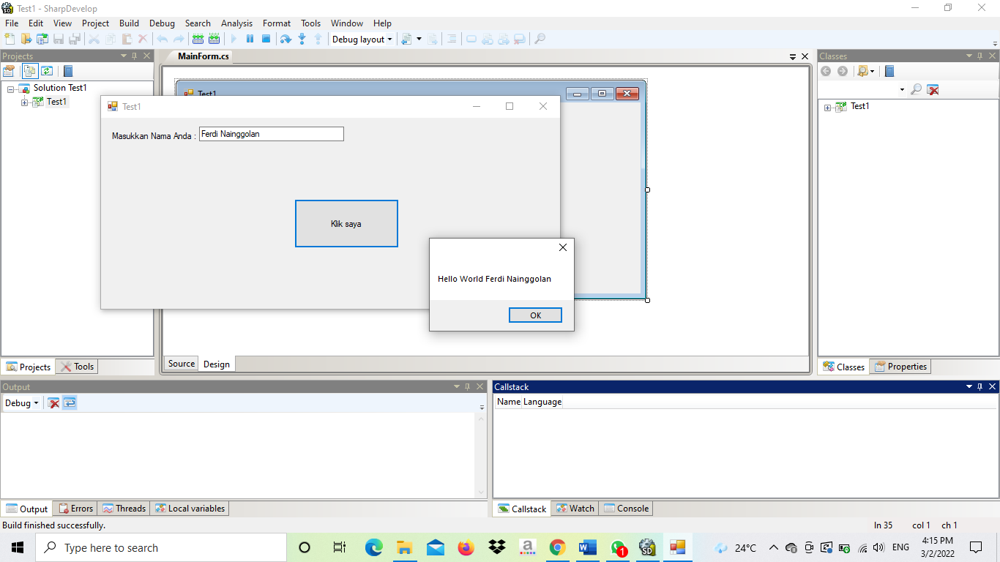 Test1 - SharpDevelop
File Edit View Project Build Debug Search Analysis Format Tools Window Help
Debug layout
Projects
MainForm.cs
Classes
Solution Test1
Test1
Test1
Test1
Test1
Masukkan Nama Anda : Ferdi Nainggolan
Klik saya
Hello World Ferdi Nainggolan
OK
Source Design
Projects Tools
Classes Properties
Output
Callstack
Debug
Name Language
Output Errors Threads Local variables
Callstack Watch Console
Build finished successfully.
ln 35 col 1 ch 1
Type here to search
a
W
1
SD
24°C
ENG
4:15 PM
3/2/2022